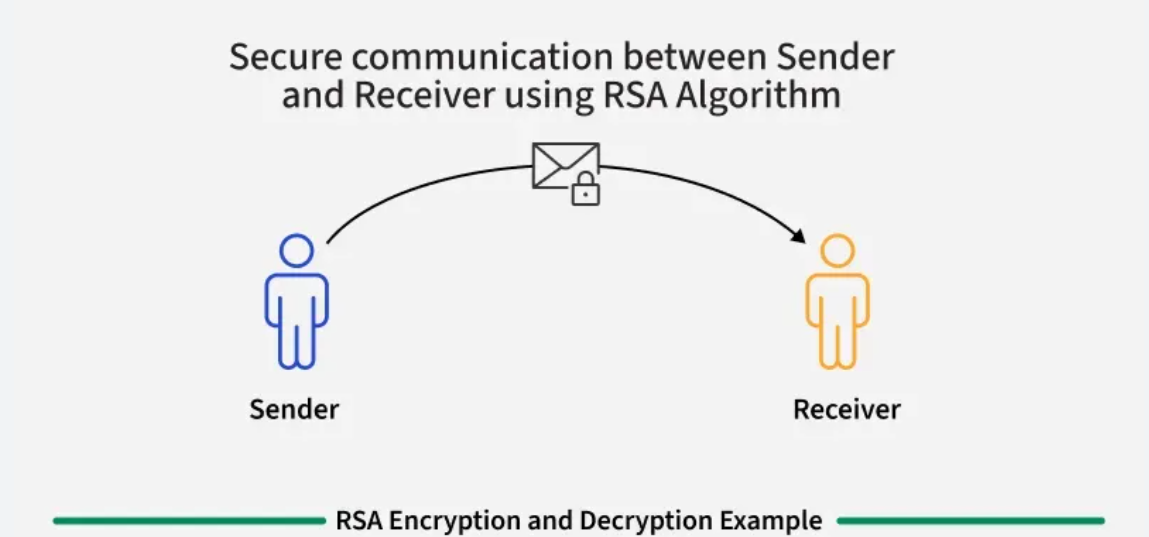 Secure communication between Sender
and Receiver using RSA Algorithm
Sender
Receiver
RSA Encryption and Decryption Example